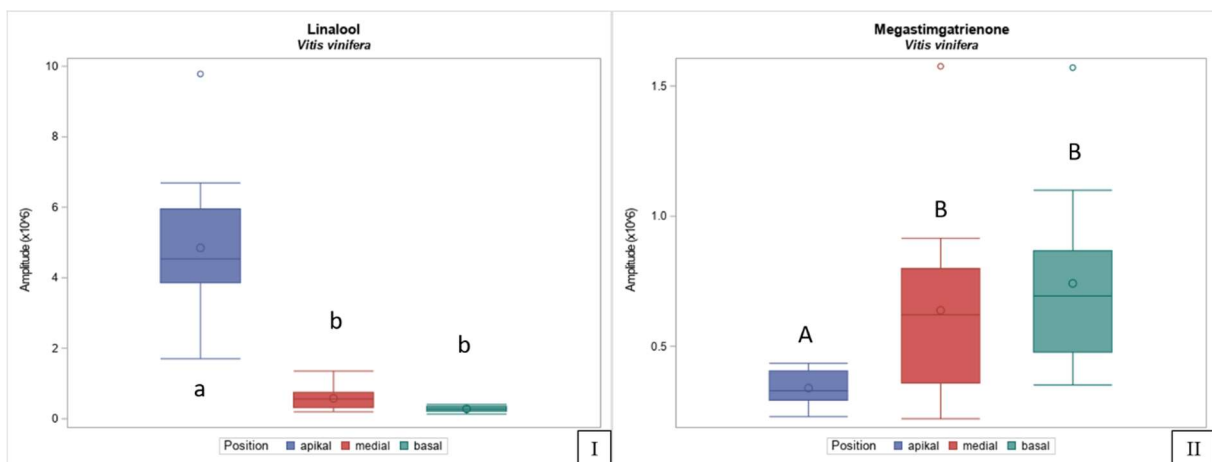 Linalool
Vitis vinifera
10
8
6
4
2
0
Amplitude (x10^6)
a
b
b
Position apikal medial basal
I
Megastimgatrienone
Vitis vinifera
1.5
1.0
0.5
Amplitude (x10^6)
A
B
B
Position apikal medial basal
II